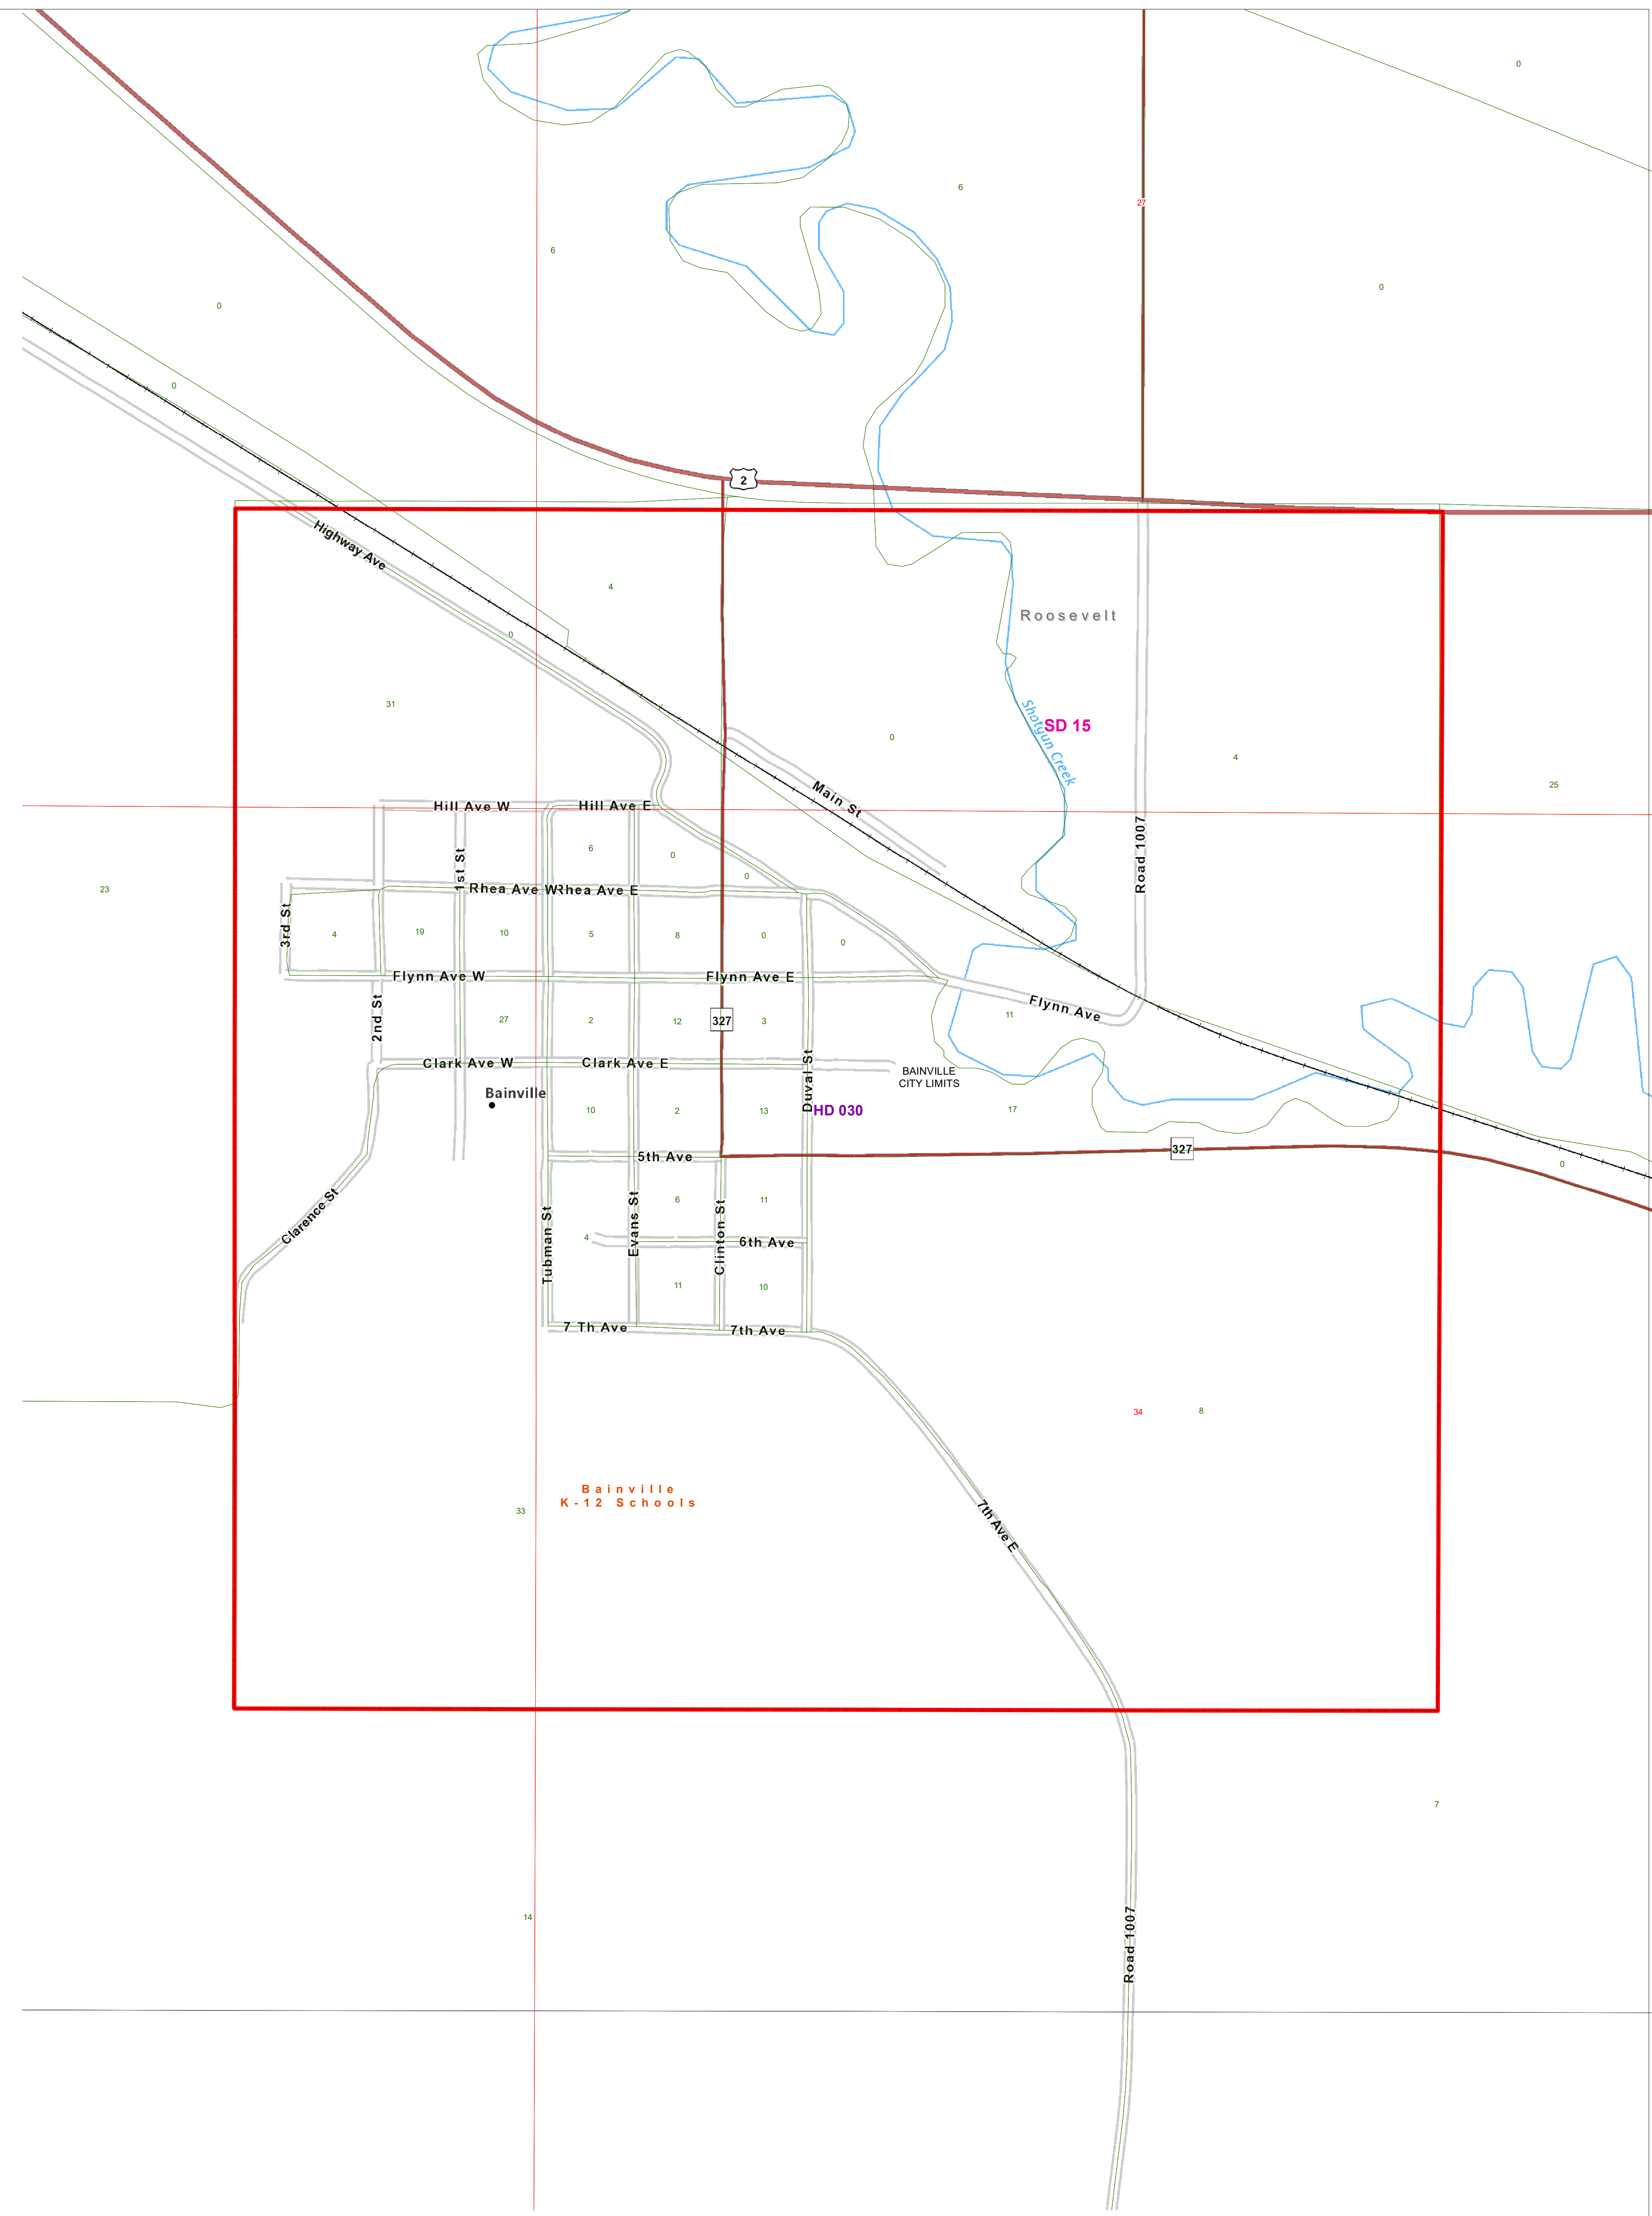 0
6
27
6
0
0
0
2
Highway Ave
4
Roosevelt
0
31
SD 15
Shotgun Creek
0
4
25
Main St
Hill Ave W
Hill Ave E
Road 1007
6
0
1st St
0
23
Rhea Ave W
Rhea Ave E
3rd St
4
19
10
5
8
0
0
Flynn Ave W
Flynn Ave E
2nd St
27
2
12
327
3
11
Flynn Ave
Clark Ave W
Clark Ave E
Duval St
BAINVILLE
CITY LIMITS
Bainville
10
2
13
HD 030
17
5th Ave
327
0
Clarence St
Tubman St
Evans St
6
Clinton St
11
4
6th Ave
11
10
7 Th Ave
7th Ave
34
8
Bainville
K-12 Schools
33
7th Ave E
7
14
Road 1007